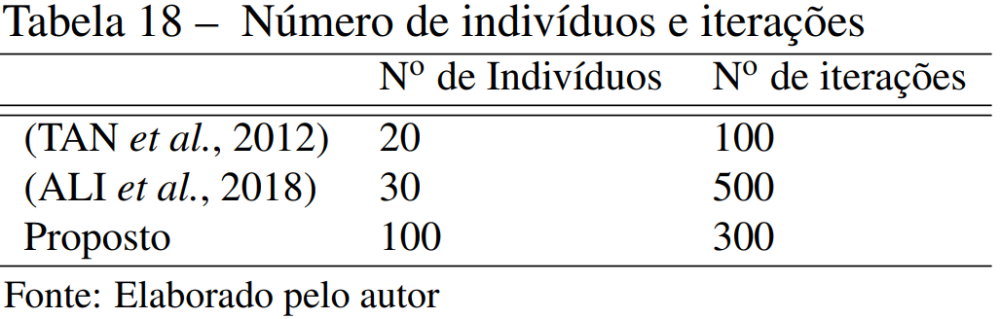 Tabela 18 – Número de indivíduos e iterações
Nº de Indivíduos Nº de iterações
(TAN et al., 2012) 20 100
(ALI et al., 2018) 30 500
Proposto 100 300
Fonte: Elaborado pelo autor